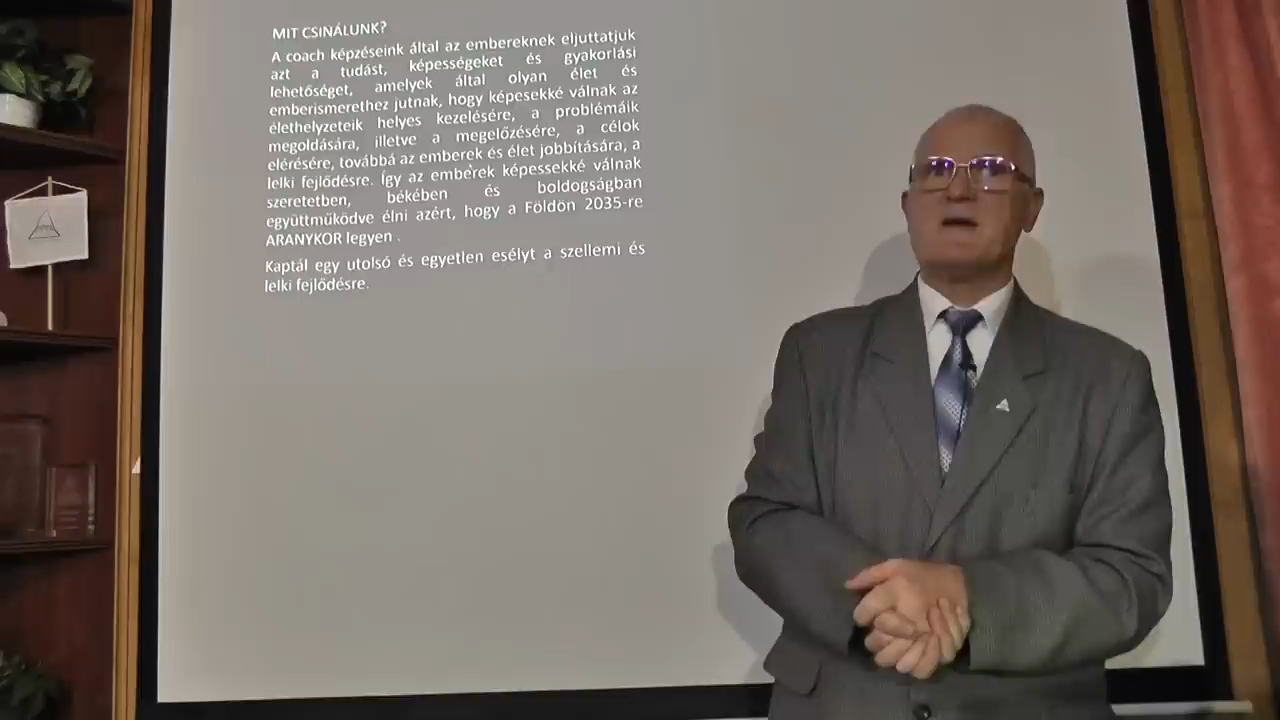 MIT CSINÁLUNK?
A coach képzéseink által az embereknek eljuttatjuk
azt a tudást, képességeket és gyakorlási
lehetőséget, amelyek által olyan élet és
emberismerethez jutnak, hogy képesekké válnak az
élethelyzeteik helyes kezelésére, a problémáik
megoldására, illetve a megelőzésére, a célok
elérésére, továbbá az emberek és élet jobbítására, a
lelki fejlődésre. Így az emberek képessekké válnak
szeretetben, békében és boldogságban
együttműködve élni azért, hogy a Földön 2035-re
ARANYKOR legyen .
Kaptál egy utolsó és egyetlen esélyt a szellemi és
lelki fejlődésre.